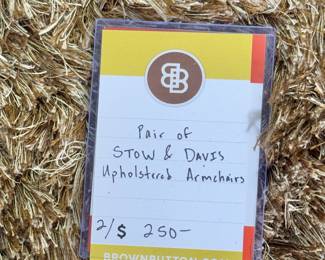 BB
Pair of
STOW & DAVIS
Upholstered Armchairs
2/$ 250-
BROWNBUTTON.COM